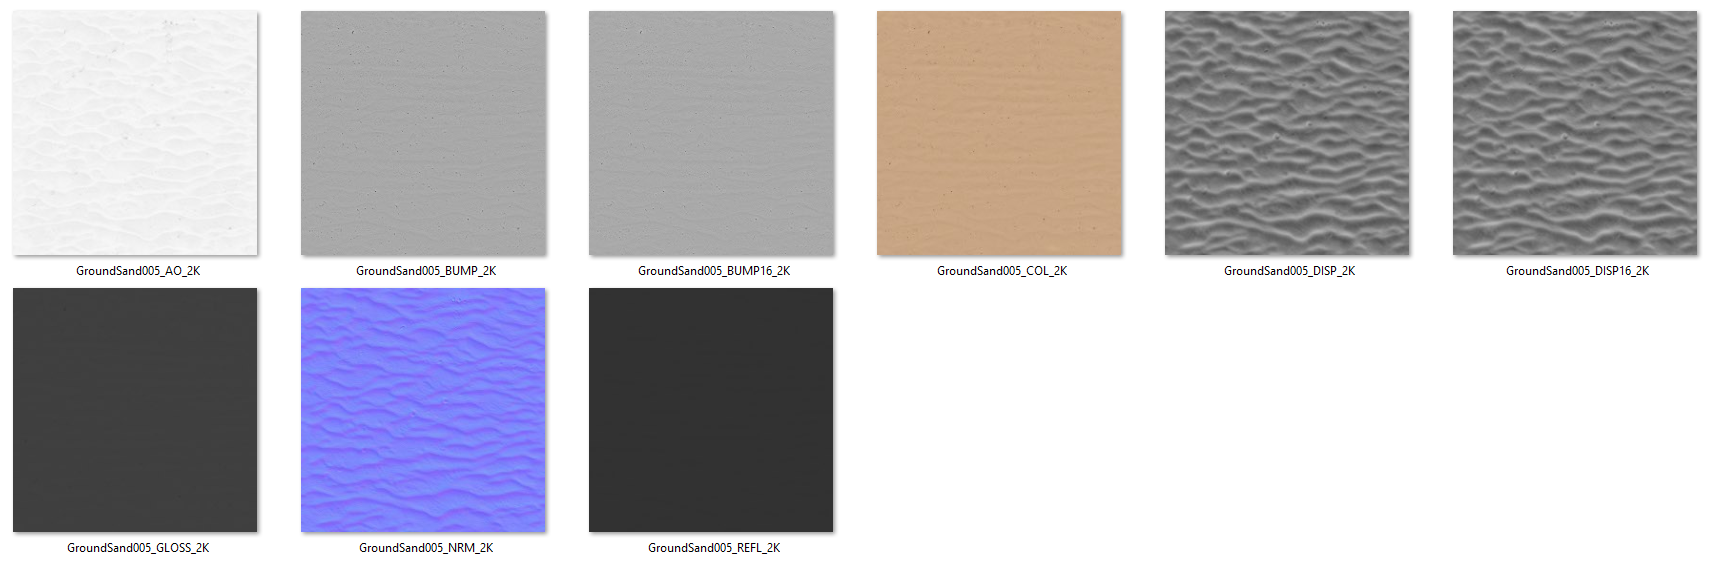 GroundSand005_AO_2K
GroundSand005_BUMP_2K
GroundSand005_BUMP16_2K
GroundSand005_COL_2K
GroundSand005_DISP_2K
GroundSand005_DISP16_2K
GroundSand005_GLOSS_2K
GroundSand005_NRM_2K
GroundSand005_REFL_2K